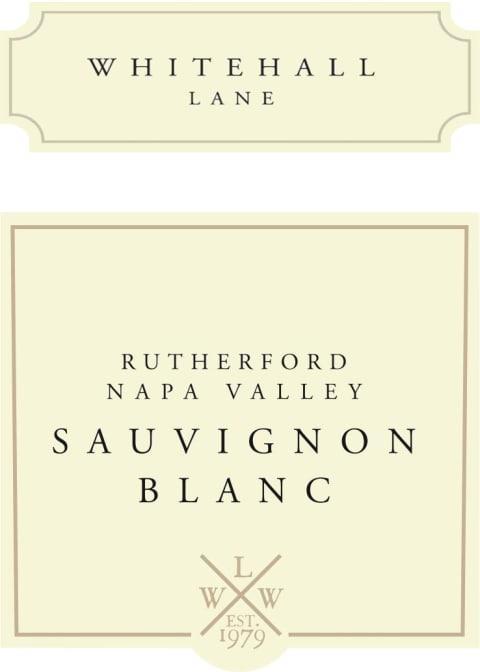 WHITEHALL
LANE
RUTHERFORD
NAPA VALLEY
SAUVIGNON
BLANC
L
W W
EST.
1979